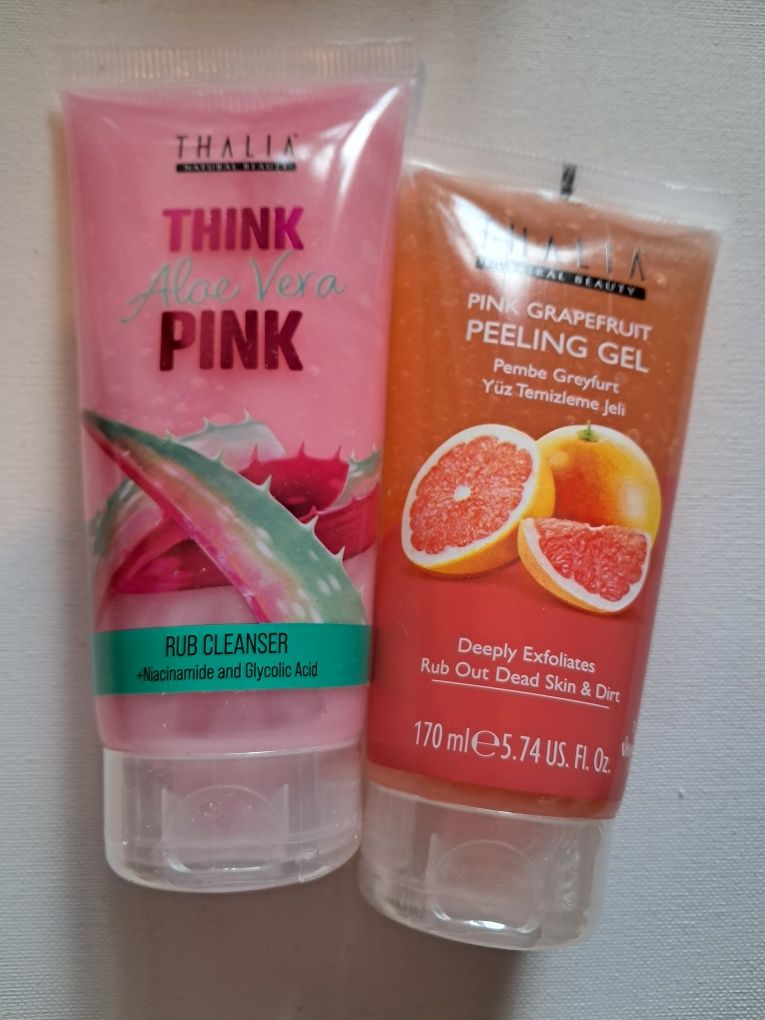 THALIA
NATURAL BEAUTY
THINK
Aloe Vera
PINK
RUB CLEANSER
+Niacinamide and Glycolic Acid
THALIA
NATURAL BEAUTY
PINK GRAPEFRUIT
PEELING GEL
Pembe Greyfurt
Yüz Temizleme Jeli
Deeply Exfoliates
Rub Out Dead Skin & Dirt
170 ml e 5.74 US. Fl. Oz.